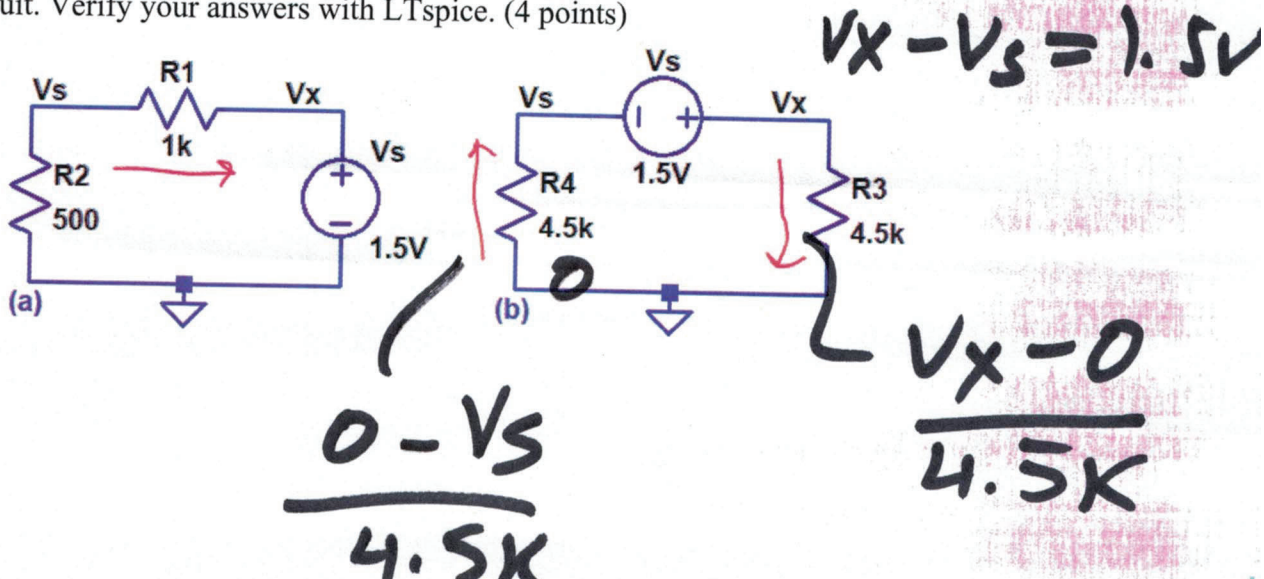 uit. Verify your answers with LTspice. (4 points)
Vx - Vs = 1.5V
Vs R1 Vx
1k
R2
500
Vs
+
–
1.5V
(a)
Vs
Vs Vx
– +
1.5V
R4
4.5k
R3
4.5k
0
(b)
0 - Vs
4.5K
Vx - 0
4.5K